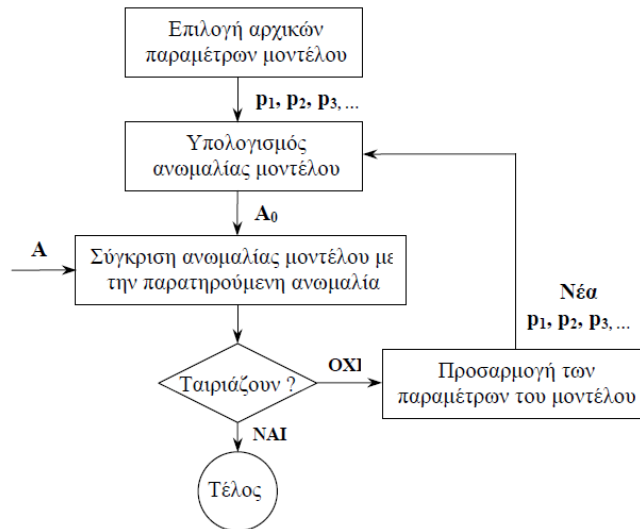 Επιλογή αρχικών
παραμέτρων μοντέλου
p1, p2, p3, ...
Υπολογισμός
ανωμαλίας μοντέλου
A0
A
Σύγκριση ανωμαλίας μοντέλου με
την παρατηρούμενη ανωμαλία
Νέα
p1, p2, p3, ...
Ταιριάζουν ?
ΟΧΙ
Προσαρμογή των
παραμέτρων του μοντέλου
ΝΑΙ
Τέλος